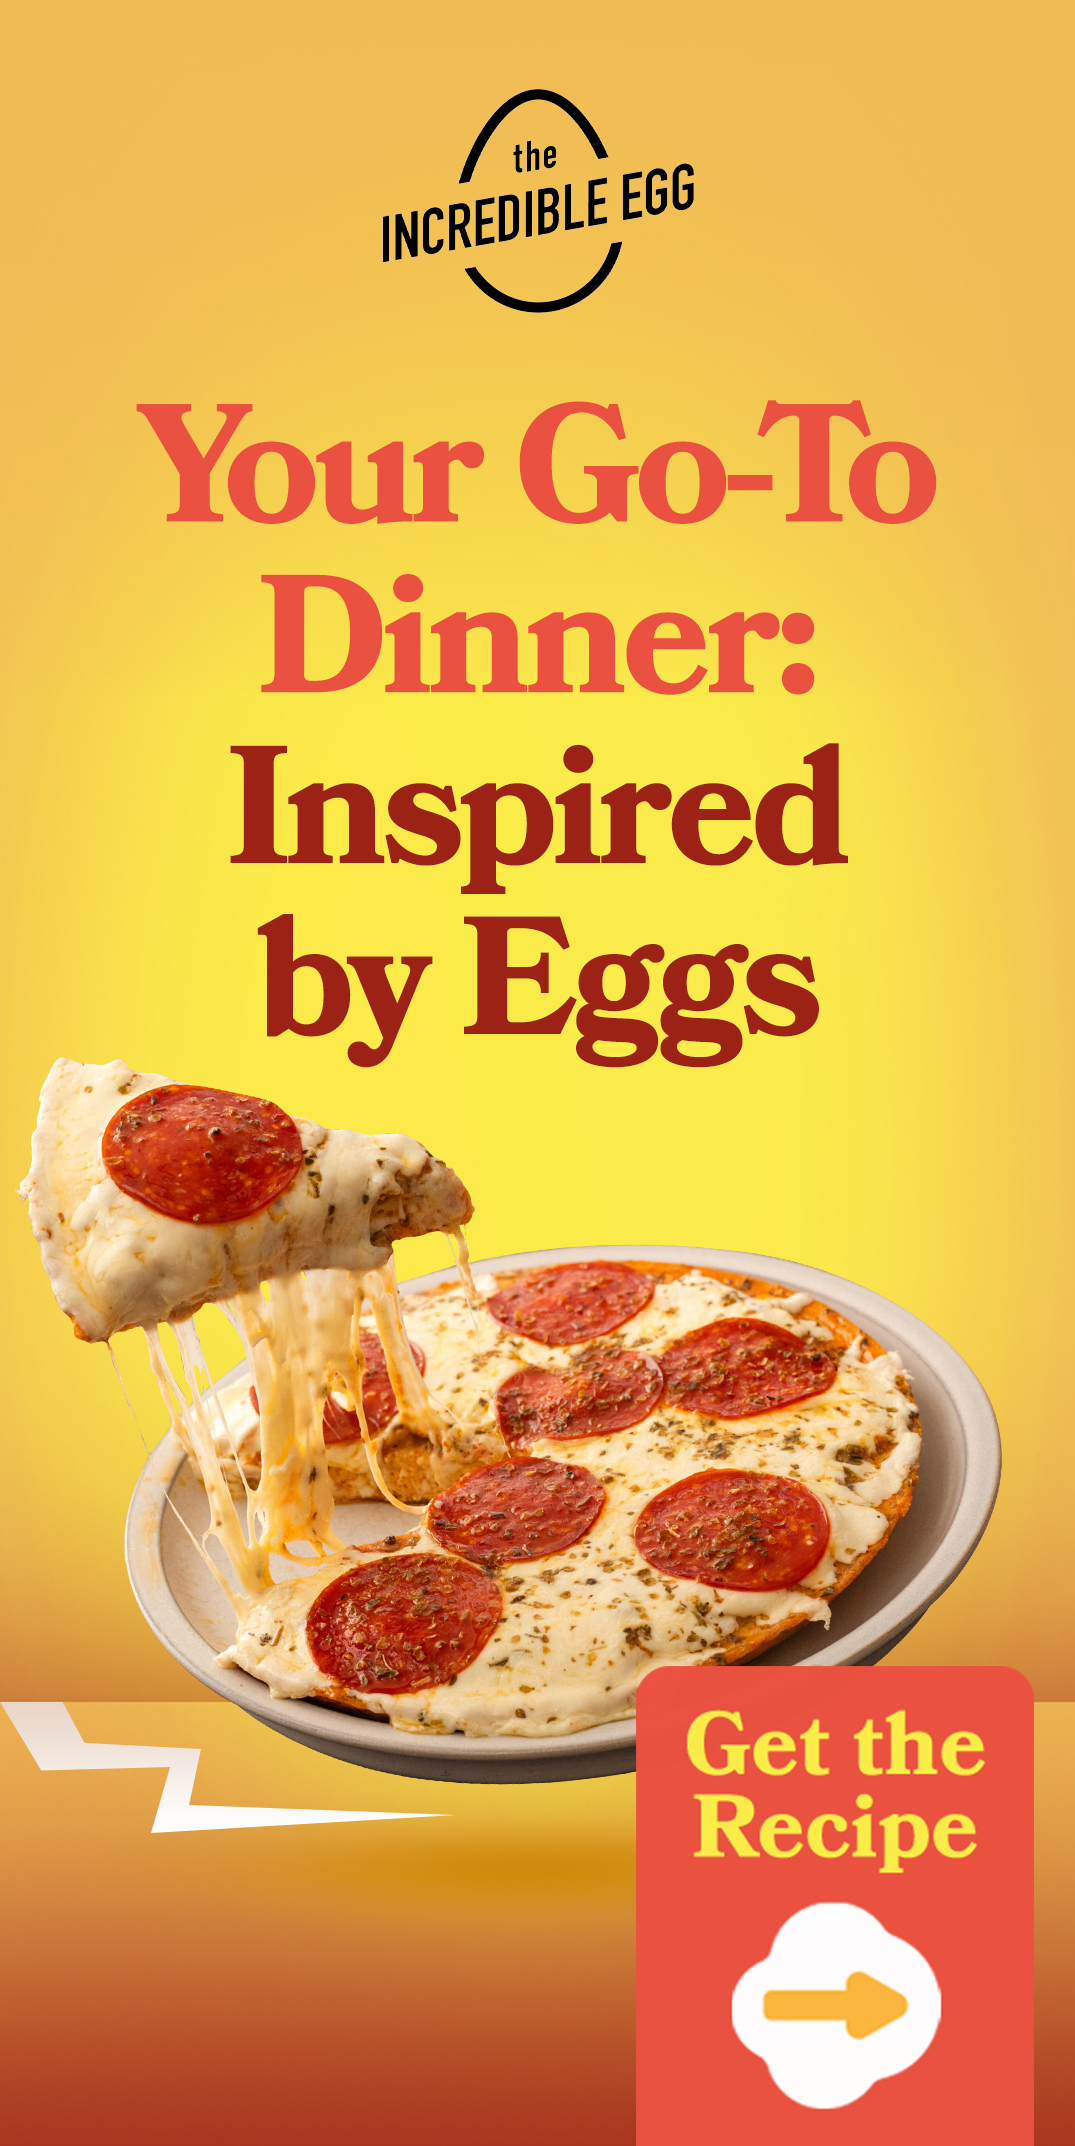 the
INCREDIBLE EGG
Your Go-To
Dinner:
Inspired
by Eggs
Get the
Recipe